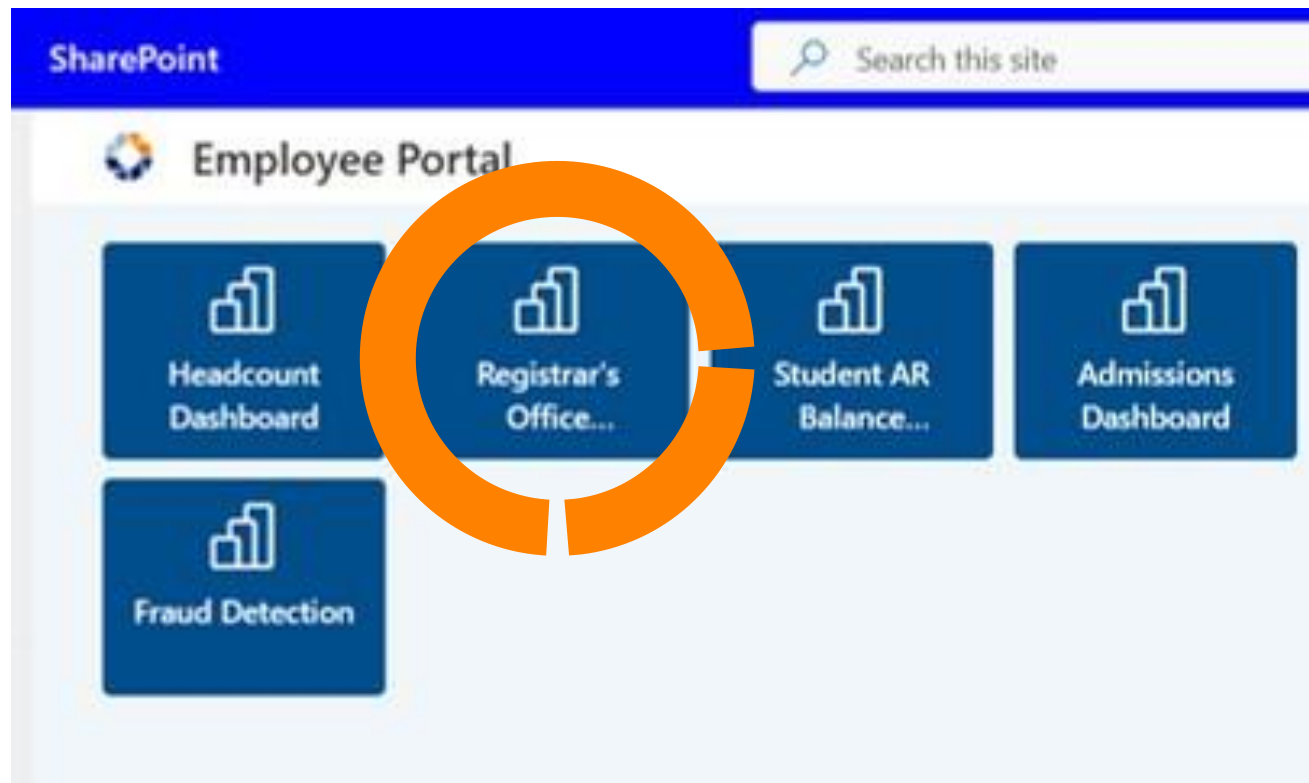 SharePoint
Search this site
Employee Portal
Headcount
Dashboard
Registrar's
Office...
Student AR
Balance...
Admissions
Dashboard
Fraud Detection